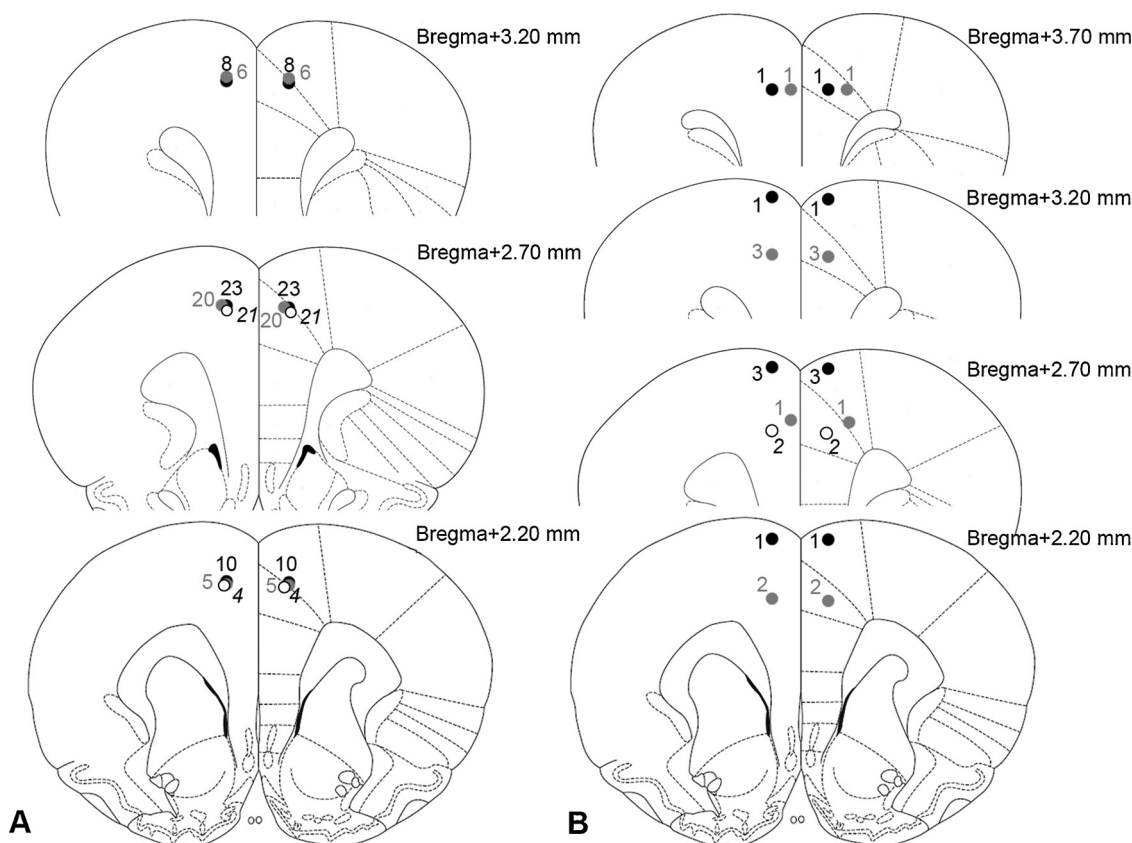 Bregma+3.20 mm
8 6 8 6
Bregma+2.70 mm
23 23
20 21 20 21
Bregma+2.20 mm
10 10
5 4 5 4
A
Bregma+3.70 mm
1 1 1 1
Bregma+3.20 mm
1 1
3 3
Bregma+2.70 mm
3 3
1 1
2 2
Bregma+2.20 mm
1 1
2 2
B